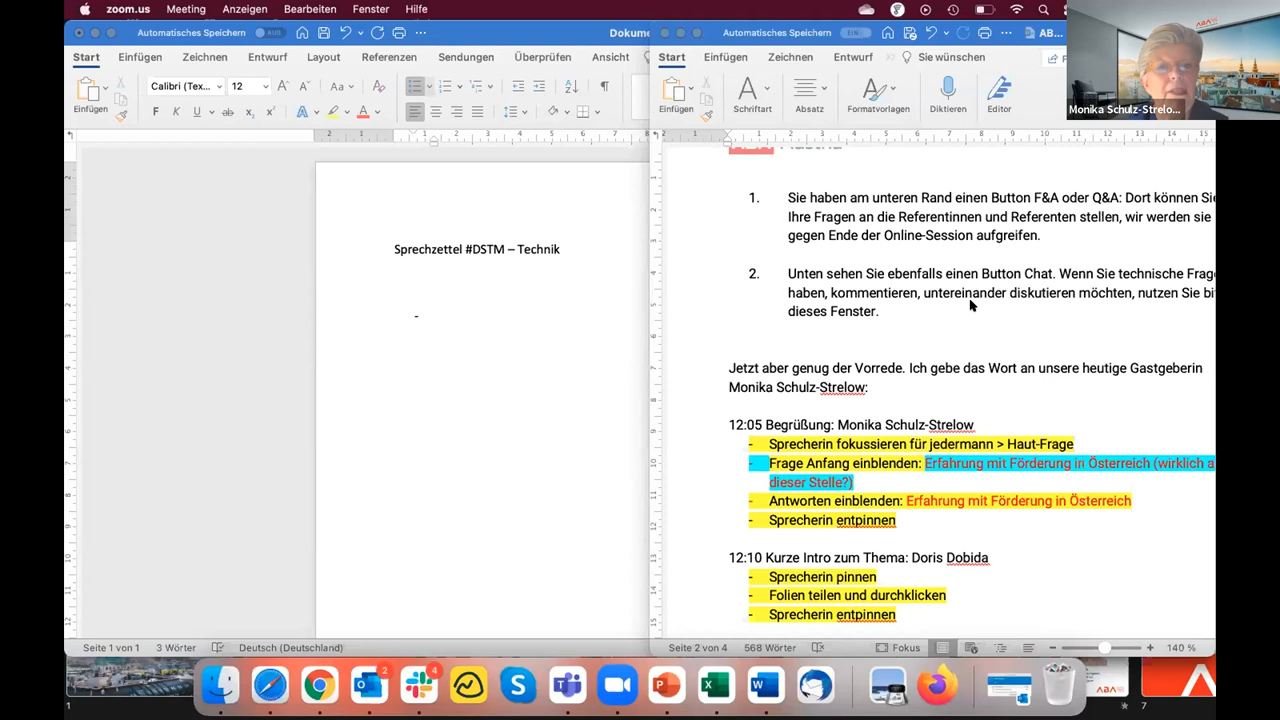 zoom.us Meeting Anzeigen Bearbeiten Fenster Hilfe
Automatisches Speichern AUS Dokume
Automatisches Speichern EIN AB...
Start Einfügen Zeichnen Entwurf Layout Referenzen Sendungen Überprüfen Ansicht
Start Einfügen Zeichnen Entwurf Sie wünschen
Einfügen Calibri (Tex... 12
Einfügen Schriftart Absatz Formatvorlagen Diktieren Editor
Monika Schulz-Strelo...
Sprechzettel #DSTM – Technik
-
1. Sie haben am unteren Rand einen Button F&A oder Q&A: Dort können Sie
Ihre Fragen an die Referentinnen und Referenten stellen, wir werden sie
gegen Ende der Online-Session aufgreifen.
2. Unten sehen Sie ebenfalls einen Button Chat. Wenn Sie technische Frag
haben, kommentieren, untereinander diskutieren möchten, nutzen Sie bi
dieses Fenster.
Jetzt aber genug der Vorrede. Ich gebe das Wort an unsere heutige Gastgeberin
Monika Schulz-Strelow:
12:05 Begrüßung: Monika Schulz-Strelow
- Sprecherin fokussieren für jedermann > Haut-Frage
- Frage Anfang einblenden: Erfahrung mit Förderung in Österreich (wirklich a
dieser Stelle?)
- Antworten einblenden: Erfahrung mit Förderung in Österreich
- Sprecherin entpinnen
12:10 Kurze Intro zum Thema: Doris Dobida
- Sprecherin pinnen
- Folien teilen und durchklicken
- Sprecherin entpinnen
Seite 1 von 1 3 Wörter Deutsch (Deutschland)
Seite 2 von 4 568 Wörter Fokus 140 %